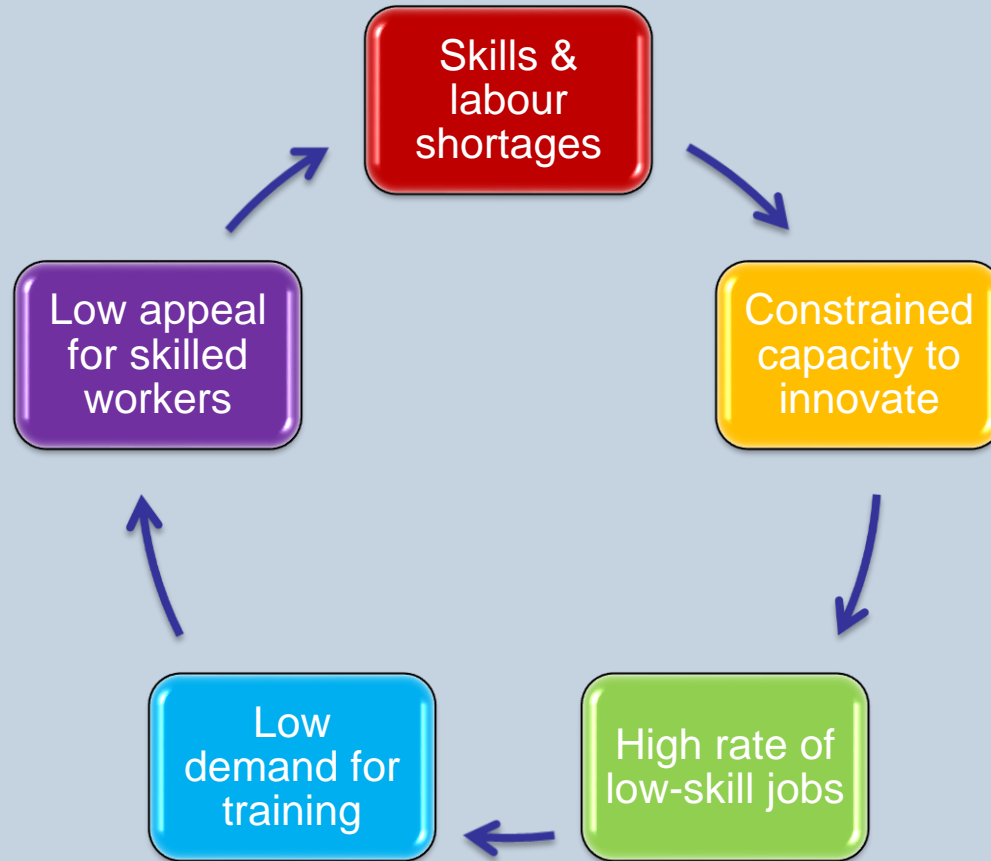 Skills &
labour
shortages
Constrained
capacity to
innovate
High rate of
low-skill jobs
Low
demand for
training
Low appeal
for skilled
workers